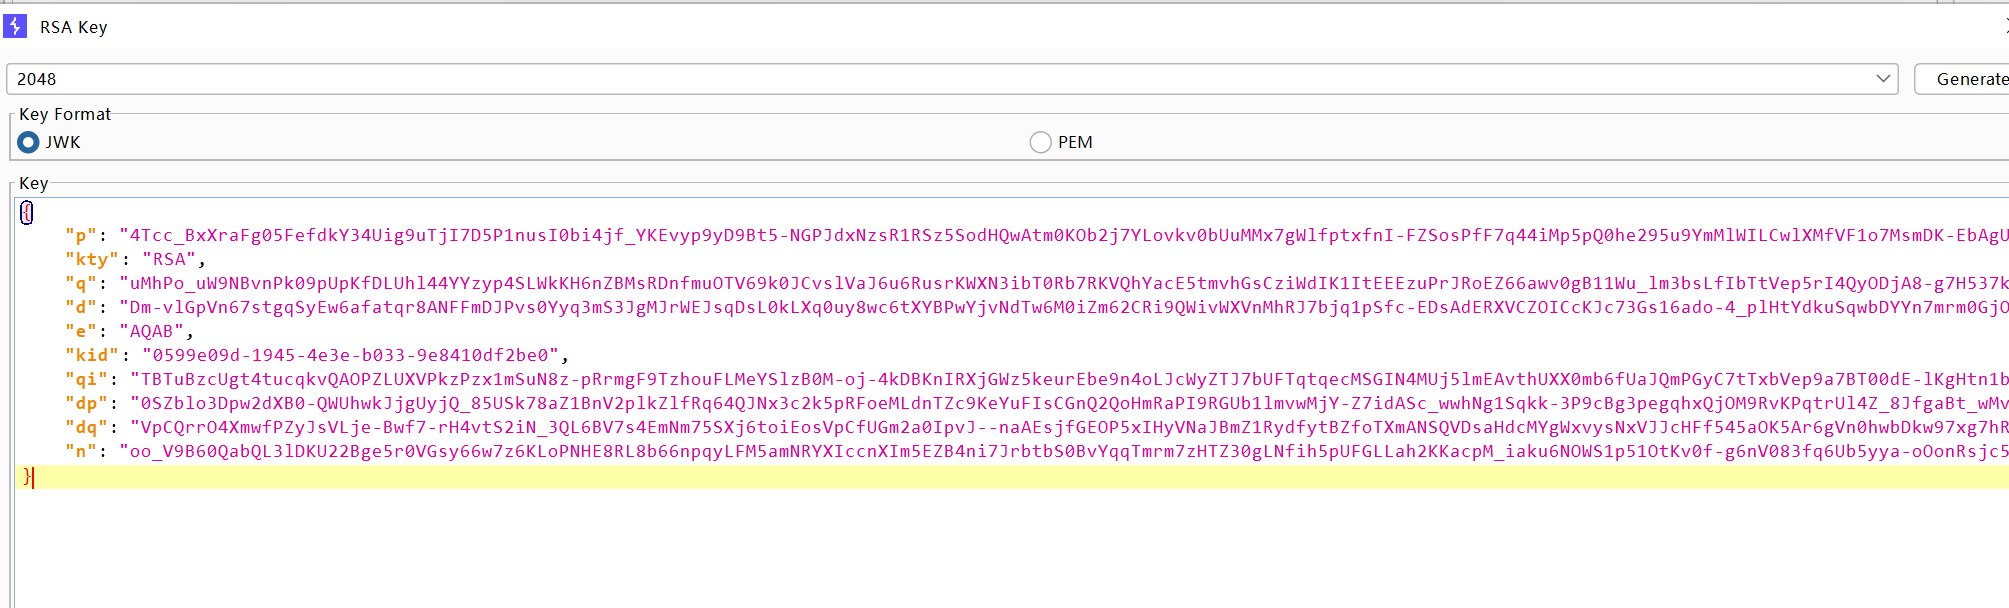 RSA Key
2048
Generate
Key Format
JWK
PEM
Key
{
"p": "4Tcc_BxXraFg05FefdkY34Uig9uTjI7D5P1nusI0bi4jf_YKEvyp9yD9Bt5-NGPJdxNzsR1RSz5SodHQwAtm0KOb2j7YLovkv0bUuMMx7gWlfptxfnI-FZSosPfF7q44iMp5pQ0he295u9YmMlWILCwlXMfVF1o7MsmDK-EbAgU
"kty": "RSA",
"q": "uMhPo_uW9NBvnPk09pUpKfDLUhl44YYzyp4SLWkKH6nZBMsRDnfmuOTV69k0JCvslVaJ6u6RusrKWXN3ibT0Rb7RKVQhYacE5tmvhGsCziWdIK1ItEEEzuPrJRoEZ66awv0gB11Wu_lm3bsLfIbTtVep5rI4QyODjA8-g7H537k
"d": "Dm-vlGpVn67stgqSyEw6afatqr8ANFFmDJPvs0Yyq3mS3JgMJrWEJsqDsL0kLXq0uy8wc6tXYBPwYjvNdTw6M0iZm62CRi9QWivWXVnMhRJ7bjq1pSfc-EDsAdERXVCZOICcKJc73Gs16ado-4_plHtYdkuSqwbDYYn7mrm0GjO
"e": "AQAB",
"kid": "0599e09d-1945-4e3e-b033-9e8410df2be0",
"qi": "TBTuBzcUgt4tucqkvQAOPZLUXVPkzPzx1mSuN8z-pRrmgF9TzhouFLMeYSlzB0M-oj-4kDBKnIRXjGWz5keurEbe9n4oLJcWyZTJ7bUFTqtqecMSGIN4MUj5lmEAvthUXX0mb6fUaJQmPGyC7tTxbVep9a7BT00dE-lKgHtn1b
"dp": "0SZblo3Dpw2dXB0-QWUhwkJjgUyjQ_85USk78aZ1BnV2plkZlfRq64QJNx3c2k5pRFoeMLdnTZc9KeYuFIsCGnQ2QoHmRaPI9RGUb1lmvwMjY-Z7idASc_wwhNg1Sqkk-3P9cBg3pegqhxQjOM9RvKPqtrUl4Z_8JfgaBt_wMv
"dq": "VpCQrrO4XmwfPZyJsVLje-Bwf7-rH4vtS2iN_3QL6BV7s4EmNm75SXj6toiEosVpCfUGm2a0IpvJ--naAEsjfGEOP5xIHyVNaJBmZ1RydfytBZfoTXmANSQVDsaHdcMYgWxvysNxVJJcHFf545aOK5Ar6gVn0hwbDkw97xg7hR
"n": "oo_V9B60QabQL3lDKU22Bge5r0VGsy66w7z6KLoPNHE8RL8b66npqyLFM5amNRYXIccnXIm5EZB4ni7JrbtbS0BvYqqTmrm7zHTZ30gLNfih5pUFGLLah2KKacpM_iaku6NOWS1p51OtKv0f-g6nV083fq6Ub5yya-oOonRsjc5
}